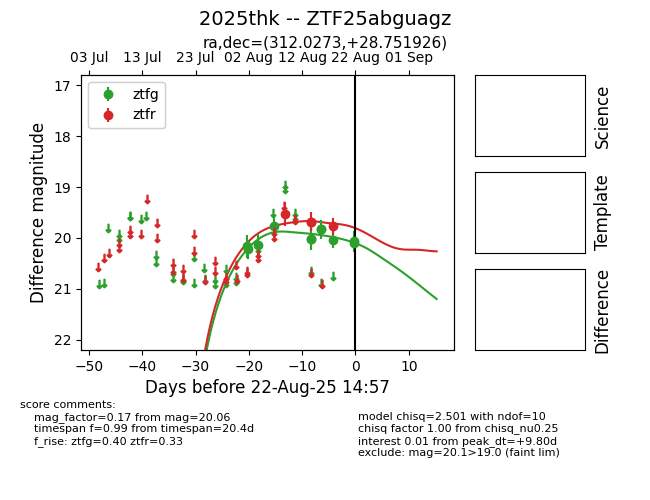 2025thk -- ZTF25abguagz
ra,dec=(312.0273,+28.751926)
03 Jul 13 Jul 23 Jul 02 Aug 12 Aug 22 Aug 01 Sep
ztfg
ztfr
17
18
19
20
21
22
Difference magnitude
−50 −40 −30 −20 −10 0 10
Days before 22-Aug-25 14:57
Science
Template
Difference
score comments:
mag_factor=0.17 from mag=20.06
timespan f=0.99 from timespan=20.4d
f_rise: ztfg=0.40 ztfr=0.33
model chisq=2.501 with ndof=10
chisq factor 1.00 from chisq_nu0.25
interest 0.01 from peak_dt=+9.80d
exclude: mag=20.1>19.0 (faint lim)